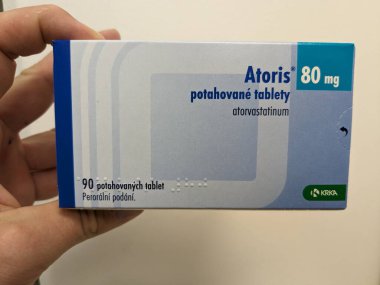 Atoris® 80 mg
potahované tablety
atorvastatinum
90 potahovaných tablet
Perorální podání.
KRKA